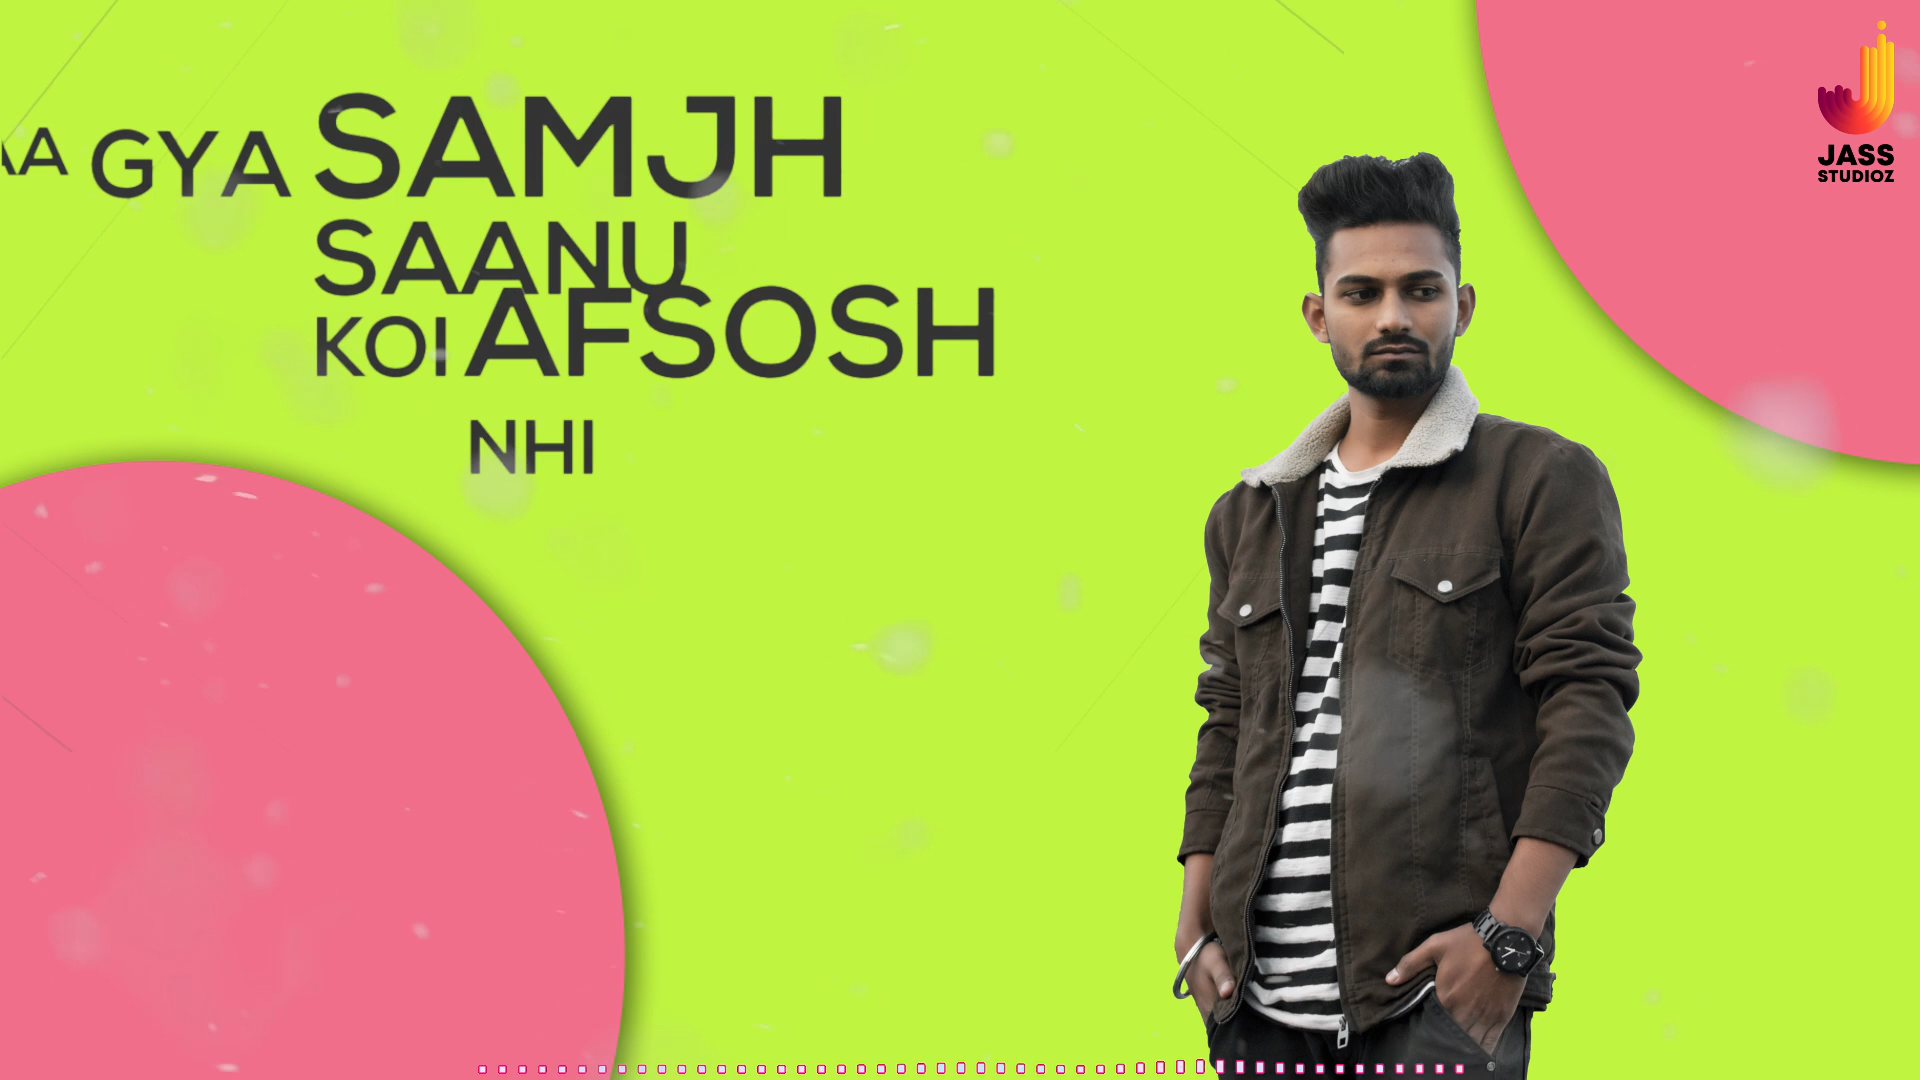 GYA SAMJH
SAANU
KOI AFSOSH
NHI
JASS
STUDIOZ